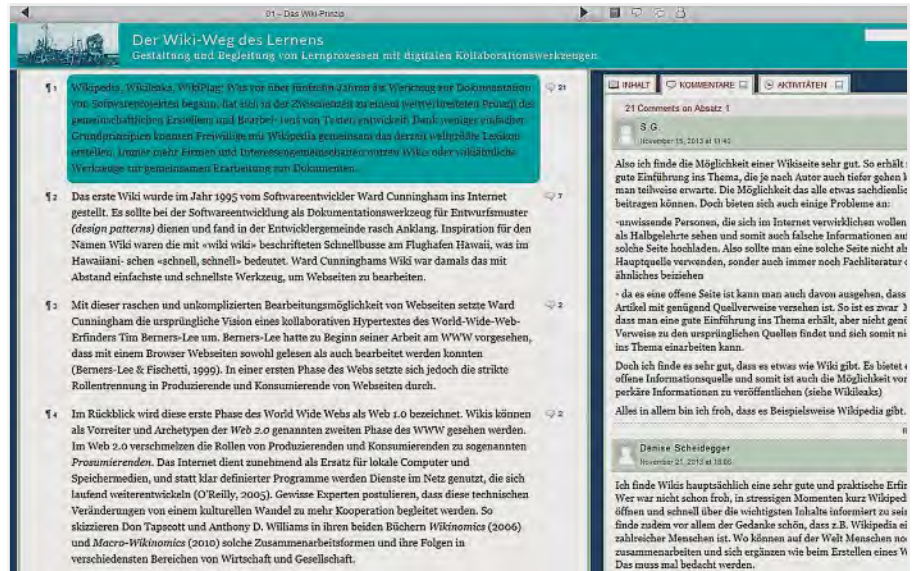 01 – Das Wiki-Prinzip
Der Wiki-Weg des Lernens
Gestaltung und Begleitung von Lernprozessen mit digitalen Kollaborationswerkzeugen
¶1 Wikipedia, Wikileaks, WikiPlag: Was vor über fünfzehn Jahren als Werkzeug zur Dokumentation 21
von Softwareprojekten begann, hat sich in der Zwischenzeit zu einem weitverbreiteten Prinzip des
gemeinschaftlichen Erstellens und Bearbei- tens von Texten entwickelt. Dank weniger einfacher
Grundprinzipien konnten Freiwillige mit Wikipedia gemeinsam das derzeit weltgrößte Lexikon
erstellen. Immer mehr Firmen und Interessengemeinschaften nutzen Wikis oder wikiähnliche
Werkzeuge zur gemeinsamen Erarbeitung von Dokumenten.
¶2 Das erste Wiki wurde im Jahr 1995 vom Softwareentwickler Ward Cunningham ins Internet 7
gestellt. Es sollte bei der Softwareentwicklung als Dokumentationswerkzeug für Entwurfsmuster
(design patterns) dienen und fand in der Entwicklergemeinde rasch Anklang. Inspiration für den
Namen Wiki waren die mit «wiki wiki» beschrifteten Schnellbusse am Flughafen Hawaii, was im
Hawaiiani- schen «schnell, schnell» bedeutet. Ward Cunninghams Wiki war damals das mit
Abstand einfachste und schnellste Werkzeug, um Webseiten zu bearbeiten.
¶3 Mit dieser raschen und unkomplizierten Bearbeitungsmöglichkeit von Webseiten setzte Ward 2
Cunningham die ursprüngliche Vision eines kollaborativen Hypertextes des World-Wide-Web-
Erfinders Tim Berners-Lee um. Berners-Lee hatte zu Beginn seiner Arbeit am WWW vorgesehen,
dass mit einem Browser Webseiten sowohl gelesen als auch bearbeitet werden konnten
(Berners-Lee & Fischetti, 1999). In einer ersten Phase des Webs setzte sich jedoch die strikte
Rollentrennung in Produzierende und Konsumierende von Webseiten durch.
¶4 Im Rückblick wird diese erste Phase des World Wide Webs als Web 1.0 bezeichnet. Wikis können 2
als Vorreiter und Archetypen der Web 2.0 genannten zweiten Phase des WWW gesehen werden.
Im Web 2.0 verschmelzen die Rollen von Produzierenden und Konsumierenden zu sogenannten
Prosumierenden. Das Internet dient zunehmend als Ersatz für lokale Computer und
Speichermedien, und statt klar definierter Programme werden Dienste im Netz genutzt, die sich
laufend weiterentwickeln (O'Reilly, 2005). Gewisse Experten postulieren, dass diese technischen
Veränderungen von einem kulturellen Wandel zu mehr Kooperation begleitet werden. So
skizzieren Don Tapscott und Anthony D. Williams in ihren beiden Büchern Wikinomics (2006)
und Macro-Wikinomics (2010) solche Zusammenarbeitsformen und ihre Folgen in
verschiedensten Bereichen von Wirtschaft und Gesellschaft.
INHALT KOMMENTARE AKTIVITÄTEN
21 Comments on Absatz 1
S.G.
November 15, 2013 at 11:43
Also ich finde die Möglichkeit einer Wikiseite sehr gut. So erhält
gute Einführung ins Thema, die je nach Autor auch tiefer gehen
man teilweise erwarte. Die Möglichkeit das alle etwas sachdienlic
beitragen können. Doch bieten sich auch einige Probleme an:
-unwissende Personen, die sich im Internet verwirklichen wollen
als Halbgelehrte sehen und somit auch falsche Informationen au
solche Seite hochladen. Also sollte man eine solche Seite nicht als
Hauptquelle verwenden, sonder auch immer noch Fachliteratur
ähnliches beiziehen
- da es eine offene Seite ist kann man auch davon ausgehen, dass
Artikel mit genügend Quellverweise versehen ist. So ist es zwar
dass man eine gute Einführung ins Thema erhält, aber nicht genü
Verweise zu den ursprünglichen Quellen findet und sich somit ni
ins Thema einarbeiten kann.
Doch ich finde es sehr gut, dass es etwas wie Wiki gibt. Es bietet
offene Informationsquelle und somit ist auch die Möglichkeit vor
perkäre Informationen zu veröffentlichen (siehe Wikileaks)
Alles in allem bin ich froh, dass es Beispielsweise Wikipedia gibt.
Denise Scheidegger
November 21, 2013 at 16:06
Ich finde Wikis hauptsächlich eine sehr gute und praktische Erfin
Wer war nicht schon froh, in stressigen Momenten kurz Wikiped
öffnen und schnell über die wichtigsten Inhalte informiert zu sei
finde zudem vor allem der Gedanke schön, dass z.B. Wikipedia ei
zahlreicher Menschen ist. Wo können auf der Welt Menschen no
zusammenarbeiten und sich ergänzen wie beim Erstellen eines W
Das muss mal bedacht werden.